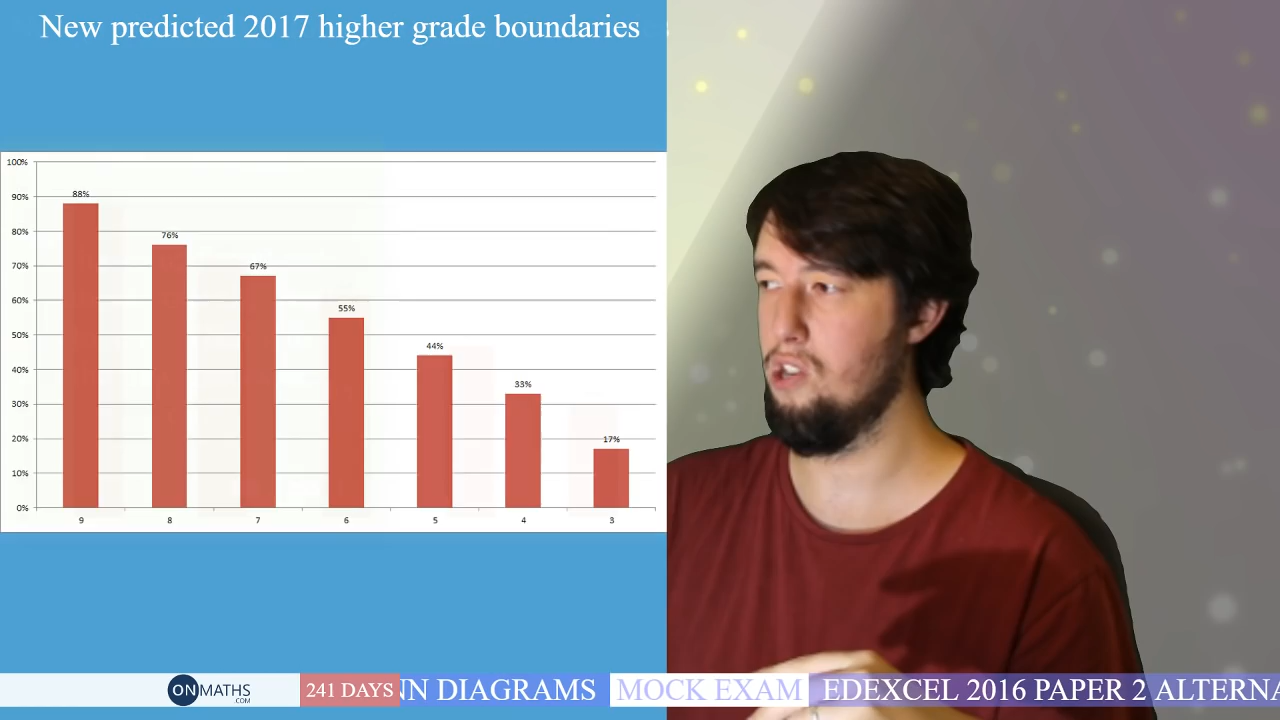 New predicted 2017 higher grade boundaries
100%
90%
80%
70%
60%
50%
40%
30%
20%
10%
0%
88%
76%
67%
55%
44%
33%
17%
9 8 7 6 5 4 3
ONMATHS
.COM
241 DAYS
NN DIAGRAMS
MOCK EXAM
EDEXCEL 2016 PAPER 2 ALTERNA